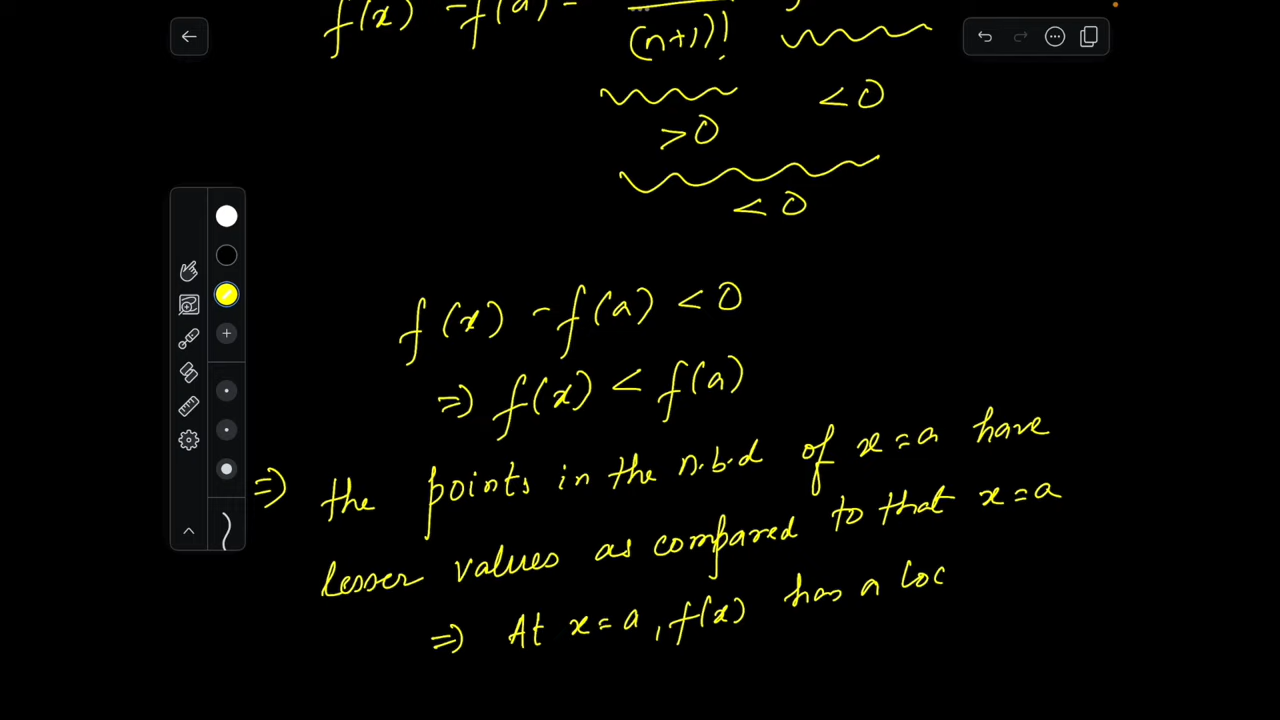 f(x) - f(a) =
(n+1)!
< 0
> 0
< 0
f(x) - f(a) < 0
=> f(x) < f(a)
=> the points in the n.b.d of x = a have
lesser values as compared to that x = a
=> At x = a, f(x) has a loc